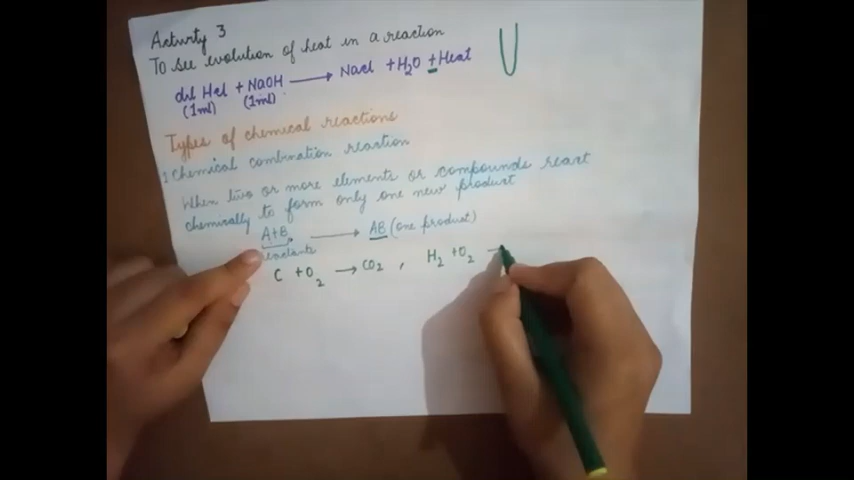 Activity 3
To see evolution of heat in a reaction
dil Hcl + NaOH → Nacl + H₂O + Heat
(1ml) (1ml)
Types of chemical reactions
1 Chemical combination reaction
When two or more elements or compounds react
chemically to form only one new product
A+B → AB (one product)
reactants
C + O₂ → CO₂ , H₂ + O₂ →